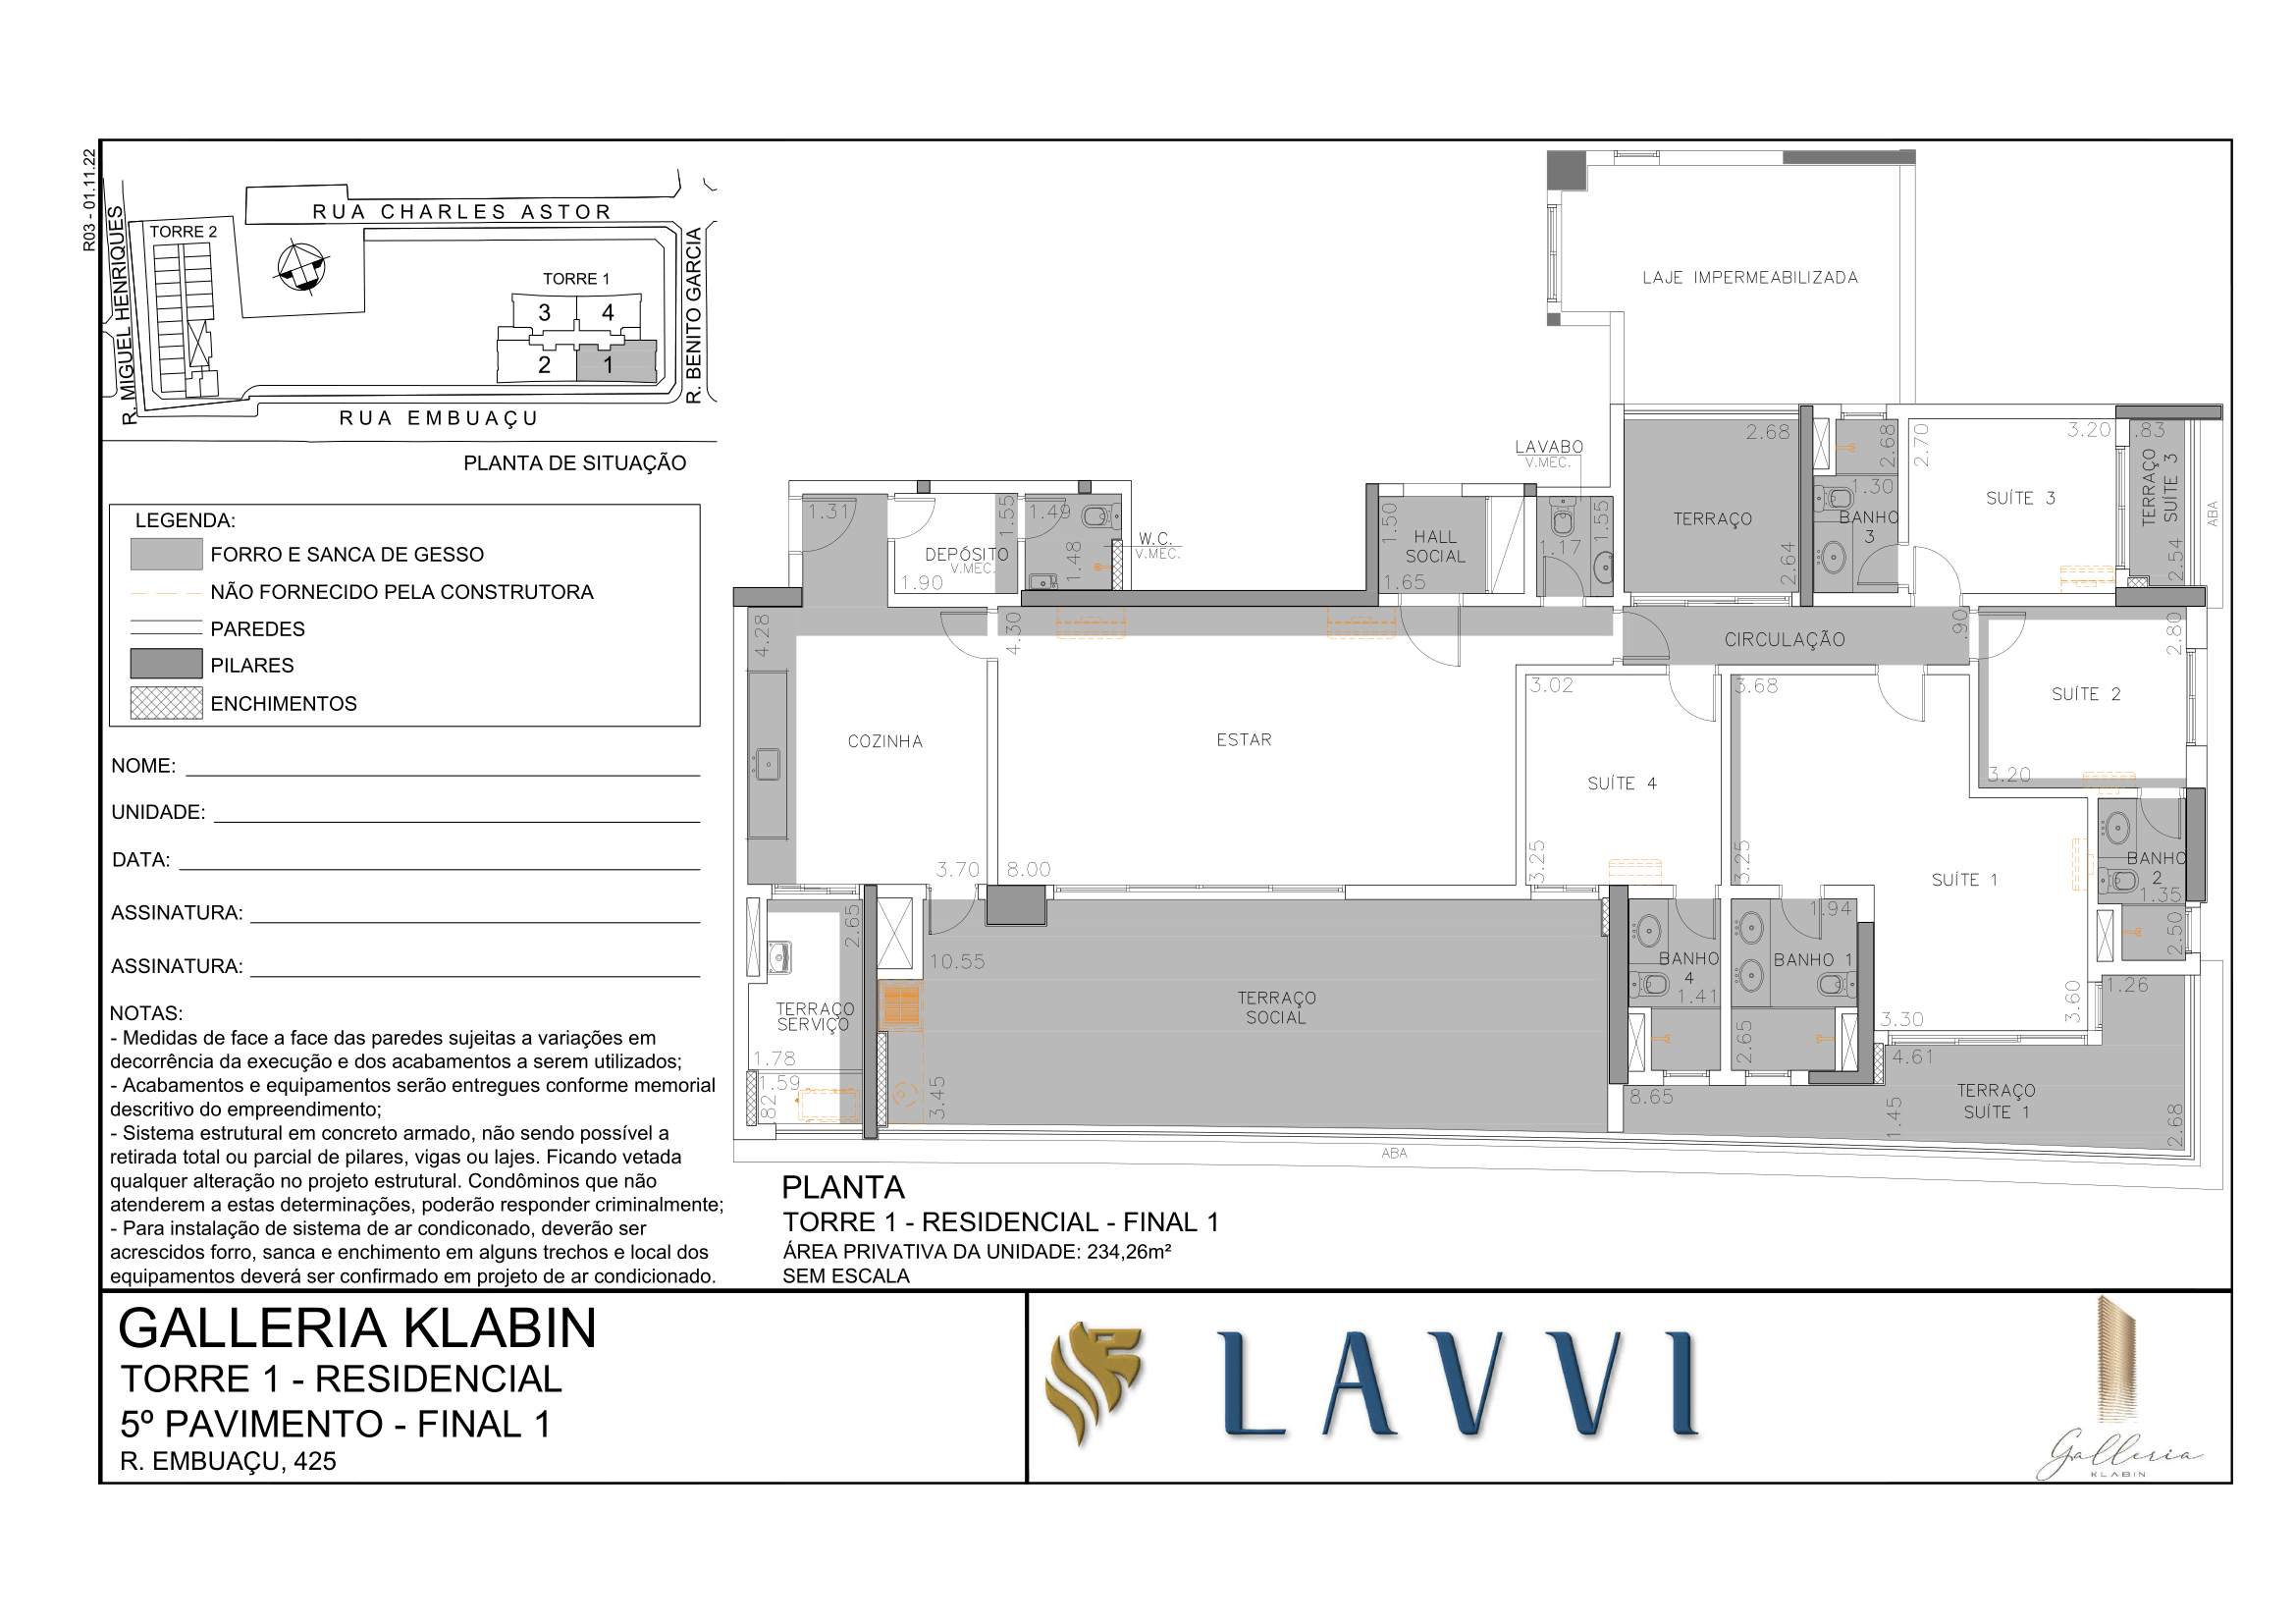 R03 - 01.11.22
R. MIGUEL HENRIQUES
RUA CHARLES ASTOR
TORRE 2
TORRE 1
3
4
2
1
R. BENITO GARCIA
RUA EMBUAÇU
PLANTA DE SITUAÇÃO
LEGENDA:
FORRO E SANCA DE GESSO
NÃO FORNECIDO PELA CONSTRUTORA
PAREDES
PILARES
ENCHIMENTOS
NOME:
UNIDADE:
DATA:
ASSINATURA:
ASSINATURA:
NOTAS:
- Medidas de face a face das paredes sujeitas a variações em
decorrência da execução e dos acabamentos a serem utilizados;
- Acabamentos e equipamentos serão entregues conforme memorial
descritivo do empreendimento;
- Sistema estrutural em concreto armado, não sendo possível a
retirada total ou parcial de pilares, vigas ou lajes. Ficando vetada
qualquer alteração no projeto estrutural. Condôminos que não
atenderem a estas determinações, poderão responder criminalmente;
- Para instalação de sistema de ar condiconado, deverão ser
acrescidos forro, sanca e enchimento em alguns trechos e local dos
equipamentos deverá ser confirmado em projeto de ar condicionado.
LAJE IMPERMEABILIZADA
LAVABO
V.MEC.
2.68
TERRAÇO
2.64
2.68
1.30
BANHO
3
2.70
3.20
SUÍTE 3
.83
TERRAÇO
SUÍTE 3
2.54
ABA
1.31
DEPÓSITO
V.MEC.
1.90
1.55
1.49
1.48
W.C.
V.MEC.
1.50
HALL
SOCIAL
1.65
1.17
1.55
4.28
4.30
CIRCULAÇÃO
.90
2.80
SUÍTE 2
3.20
COZINHA
3.70
ESTAR
8.00
3.02
SUÍTE 4
3.25
3.68
3.25
SUÍTE 1
3.30
3.60
BANHO
2
1.35
2.50
1.26
2.65
TERRAÇO
SERVIÇO
1.78
1.59
.82
10.55
TERRAÇO
SOCIAL
3.45
BANHO
4
1.41
1.94
BANHO 1
2.65
8.65
4.61
TERRAÇO
SUÍTE 1
1.45
2.68
ABA
PLANTA
TORRE 1 - RESIDENCIAL - FINAL 1
ÁREA PRIVATIVA DA UNIDADE: 234,26m²
SEM ESCALA
GALLERIA KLABIN
TORRE 1 - RESIDENCIAL
5º PAVIMENTO - FINAL 1
R. EMBUAÇU, 425
LAVVI
Galleria
KLABIN